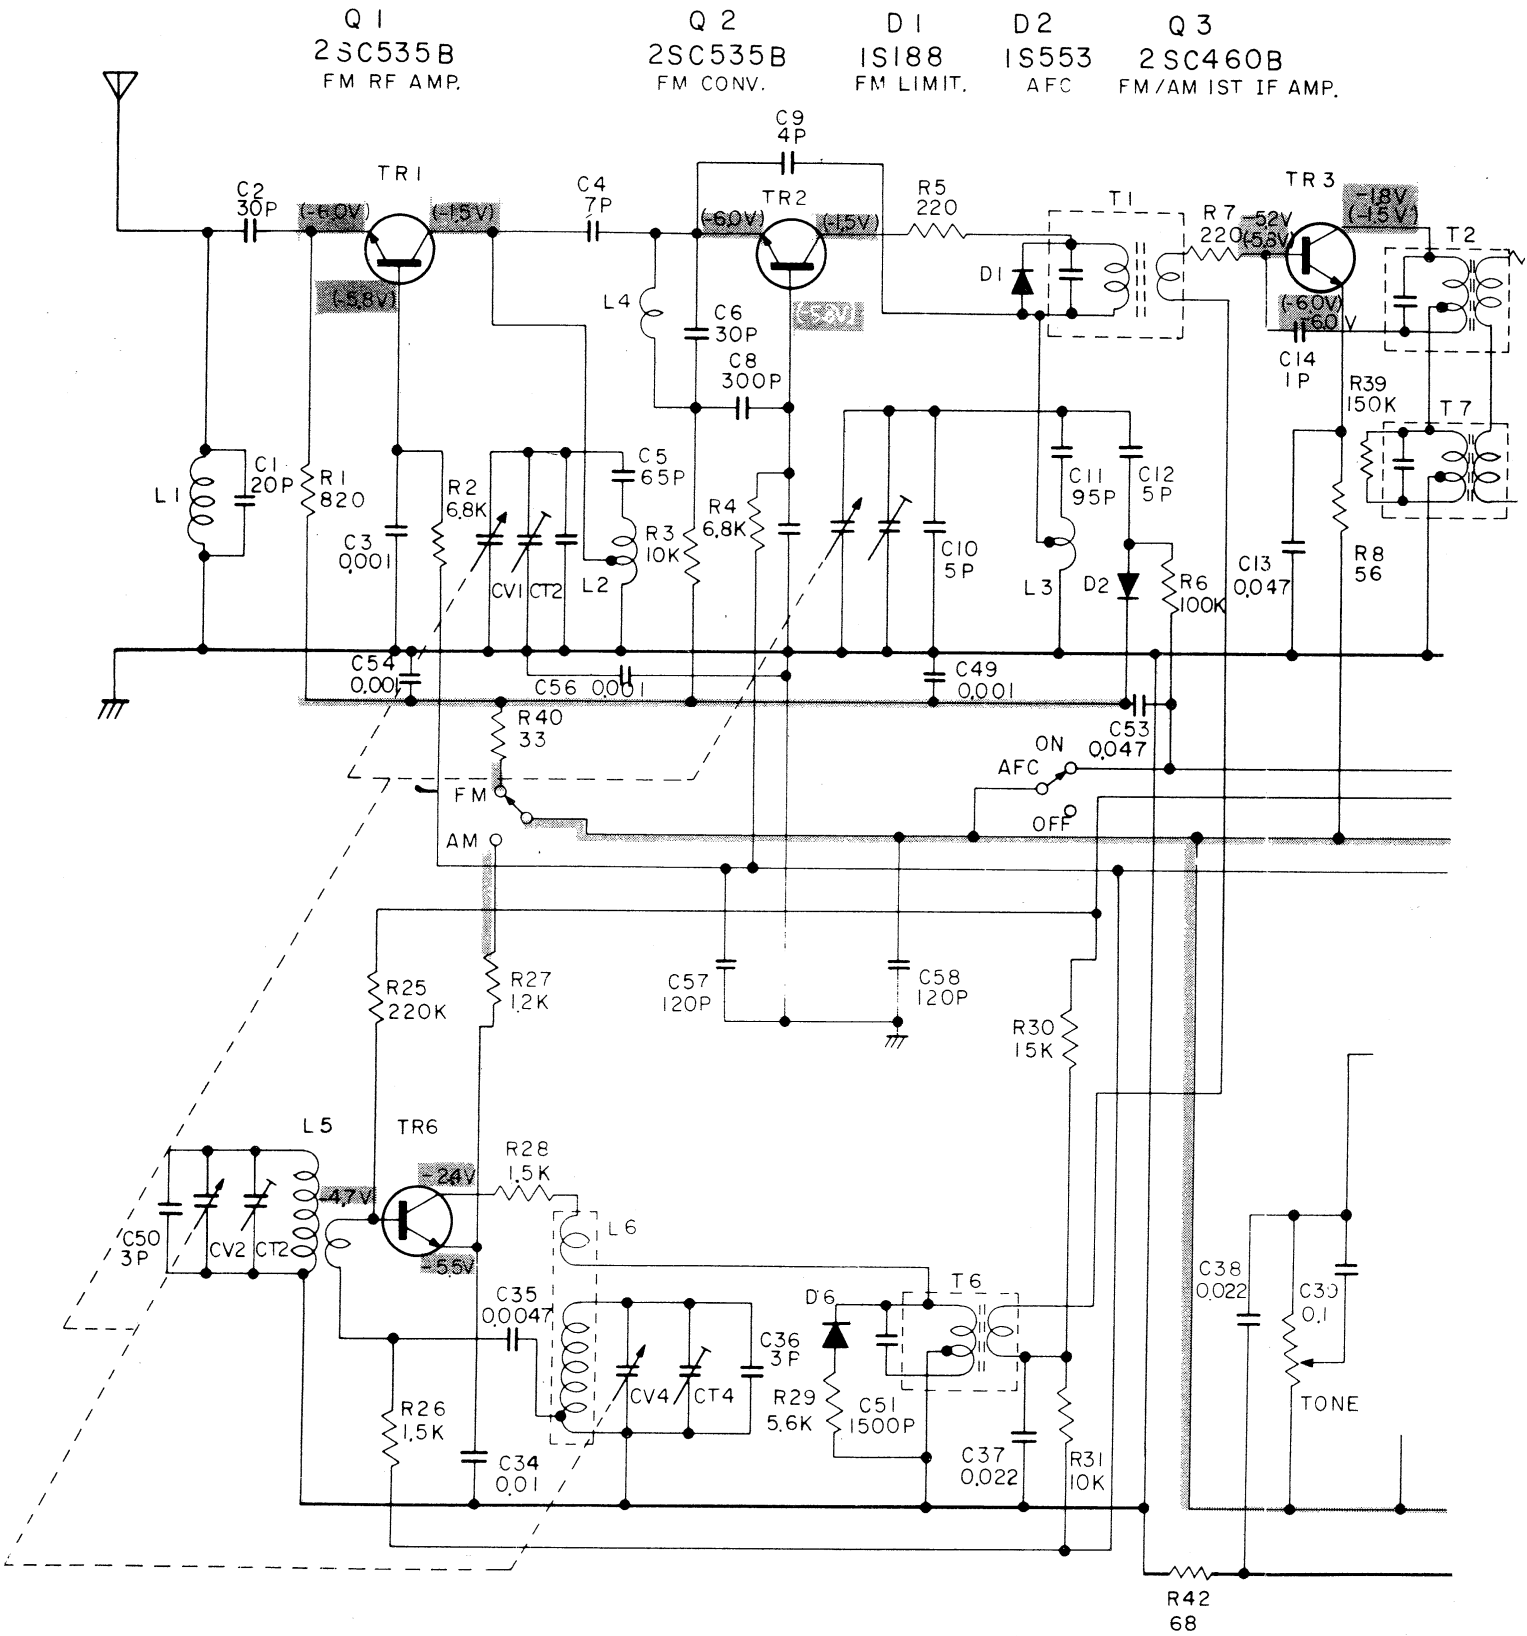 Q 1
2SC535B
FM RF AMP.
Q 2
2SC535B
FM CONV.
D 1
1S188
FM LIMIT.
D 2
1S553
AFC
Q 3
2SC460B
FM/AM 1ST IF AMP.
C9
4P
TR1
C2
30P
(-6.0V)
(-1.5V)
C4
7P
TR2
(-6.0V)
(-1.5V)
R5
220
T1
R7
220
TR3
-1.8V
(-1.5V)
-5.2V
(-5.8V)
T2
(-5.8V)
L4
C6
30P
(-5.8V)
D1
(-6.0V)
-6.0V
C14
1P
C8
300P
R39
150K
T7
L1
C1
20P
R1
820
R2
6.8K
C5
65P
R3
10K
R4
6.8K
C11
95P
C12
5P
C3
0.001
CV1
CT2
L2
C10
5P
L3
D2
R6
100K
C13
0.047
R8
56
C54
0.001
C56
0.001
C49
0.001
R40
33
C53
0.047
ON
AFC
OFF
FM
AM
R25
220K
R27
1.2K
C57
120P
C58
120P
R30
15K
L5
TR6
R28
1.5K
-2.4V
-4.7V
-5.5V
L6
C50
3P
CV2
CT2
C35
0.0047
D6
T6
C38
0.022
0.1
C36
3P
CV4
CT4
R29
5.6K
C51
1500P
TONE
R26
1.5K
C34
0.01
C37
0.022
R31
10K
R42
68